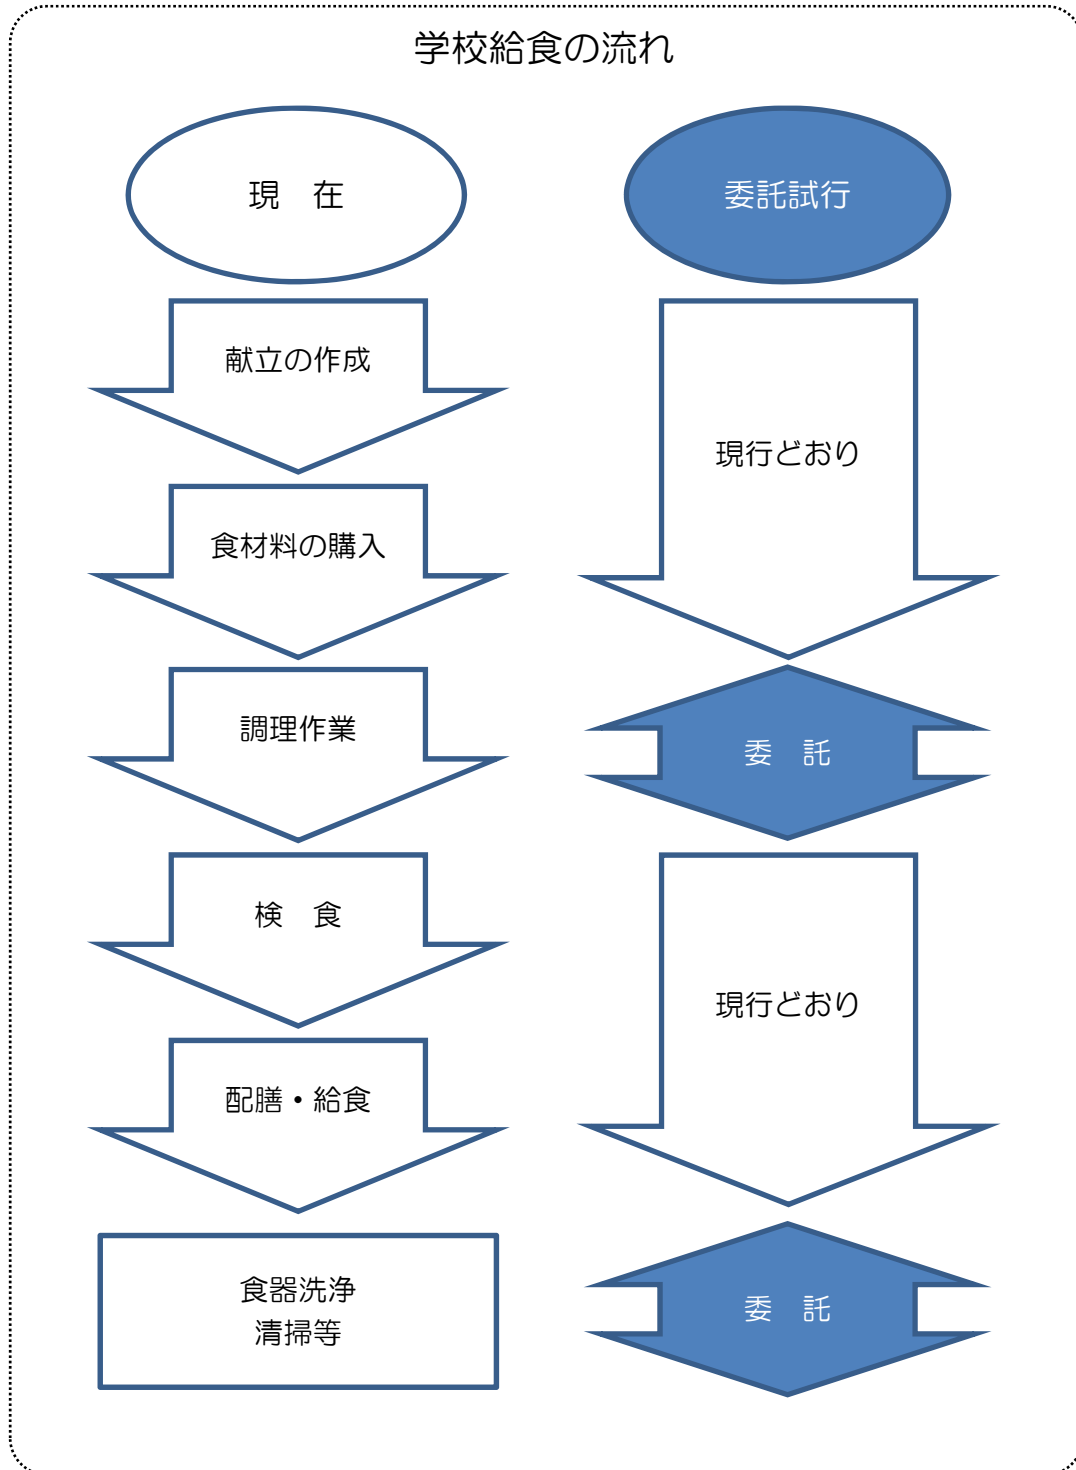 学校給食の流れ
現　在
委託試行
献立の作成
食材料の購入
現行どおり
調理作業
委　託
検　食
配膳・給食
現行どおり
食器洗浄
清掃等
委　託